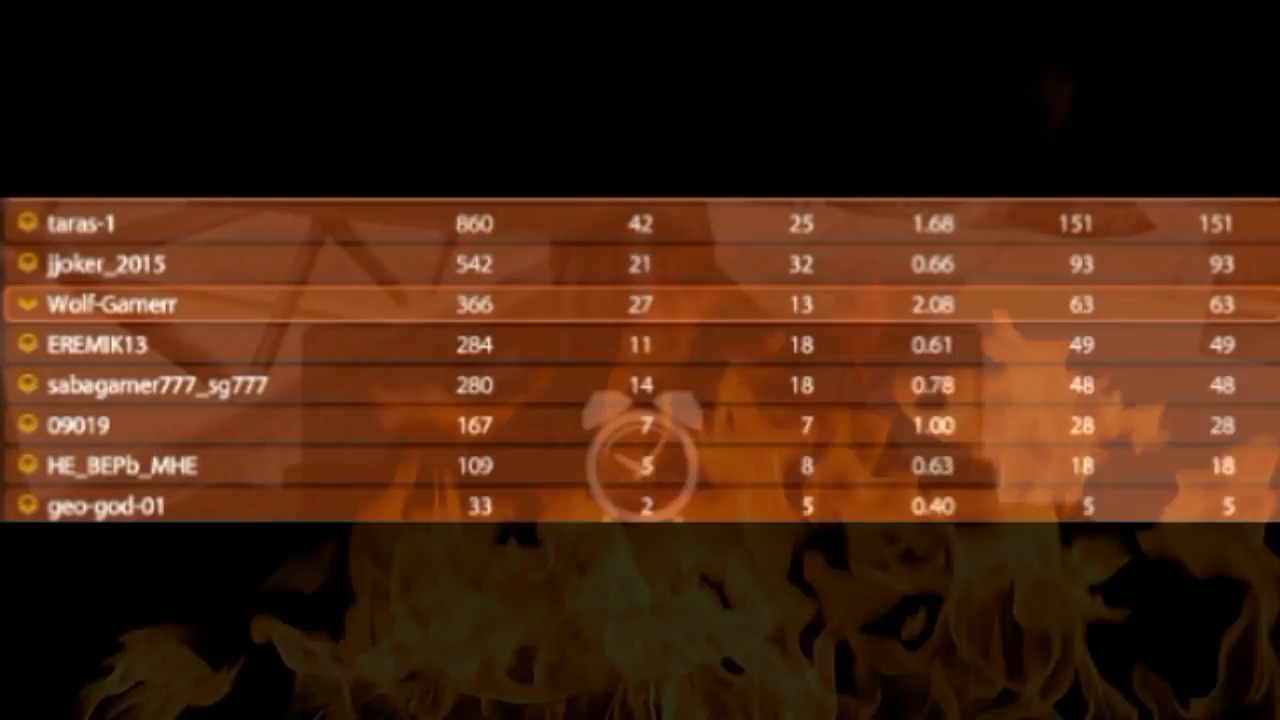 taras-1 860 42 25 1.68 151 151
jjoker_2015 542 21 32 0.66 93 93
Wolf-Gamerr 366 27 13 2.08 63 63
EREMIK13 284 11 18 0.61 49 49
sabagamer777_sg777 280 14 18 0.78 48 48
09019 167 7 7 1.00 28 28
HE_BEPb_MHE 109 5 8 0.63 18 18
geo-god-01 33 2 5 0.40 5 5